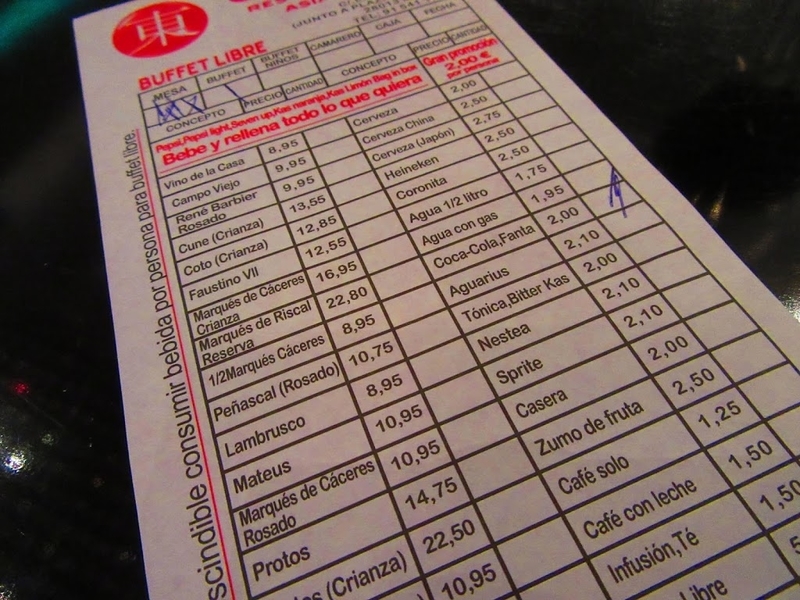 東
BUFFET LIBRE
MESA BUFFET BUFFET NIÑOS CAMARERO CAJA FECHA
CONCEPTO PRECIO CANTIDAD CONCEPTO PRECIO CANTIDAD
Pepsi,Pepsi light,Seven up,Kas naranja,Kas Limón Bag in box
Bebe y rellena todo lo que quiera
Gran promoción
2,00 €
por persona
Vino de la Casa 8,95 Cerveza 2,00
Campo Viejo 9,95 Cerveza China 2,50
René Barbier Rosado 9,95 Cerveza (Japón) 2,75
Cune (Crianza) 13,55 Heineken 2,50
Coto (Crianza) 12,85 Coronita 2,50
Faustino VII 12,55 Agua 1/2 litro 1,75
Marqués de Cáceres Crianza 16,95 Agua con gas 1,95
Marqués de Riscal Reserva 22,80 Coca-Cola,Fanta 2,00
1/2Marqués Cáceres 8,95 Aguarius 2,10
Peñascal (Rosado) 10,75 Tónica,Bitter Kas 2,00
Lambrusco 8,95 Nestea 2,10
Mateus 10,95 Sprite 2,10
Marqués de Cáceres Rosado 10,95 Casera 2,00
Protos 14,75 Zumo de fruta 2,50
(Crianza) 22,50 Café solo 1,25
10,95 Café con leche 1,50
Infusión,Té 1,50
Libre
scindible consumir bebida por persona para buffet libre.